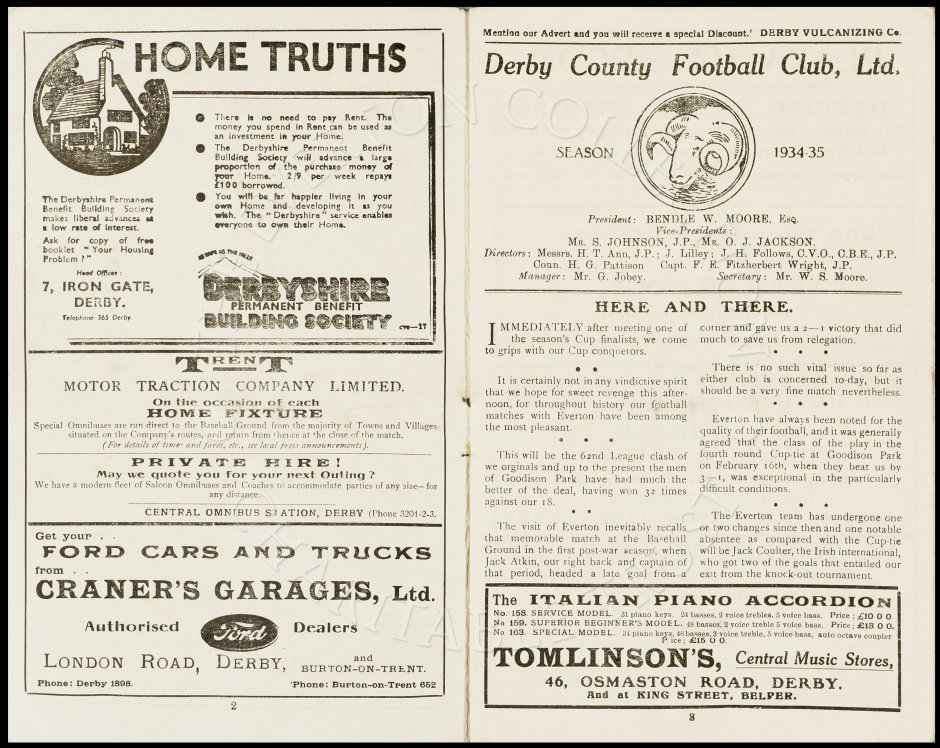 HOME TRUTHS
There is no need to pay Rent. The
money you spend in Rent can be used as
an investment in your Home.
The Derbyshire Permanent Benefit
Building Society will advance a large
proportion of the purchase money of
your Home. 2/9 per week repays
£100 borrowed.
You will be far happier living in your
own Home and developing it as you
wish. The "Derbyshire" service enables
everyone to own their Home.
The Derbyshire Permanent
Benefit Building Society
makes liberal advances at
a low rate of interest.
Ask for copy of free
booklet "Your Housing
Problem?"
Head Offices:
7, IRON GATE,
DERBY.
Telephone 365 Derby.
AS SAFE AS THE HILLS
DERBYSHIRE
PERMANENT BENEFIT
BUILDING SOCIETY
TRENT
MOTOR TRACTION COMPANY LIMITED.
On the occasion of each
HOME FIXTURE
Special Omnibuses are run direct to the Baseball Ground from the majority of Towns and Villages
situated on the Company's routes, and return from thence at the close of the match.
(For details of times and fares, etc., see local press announcements).
PRIVATE HIRE!
May we quote you for your next Outing?
We have a modern fleet of Saloon Omnibuses and Coaches to accommodate parties of any size—for
any distance.
CENTRAL OMNIBUS STATION, DERBY (Phone 3201-2-3.
Get your . .
FORD CARS AND TRUCKS
from . .
CRANER'S GARAGES, Ltd.
Authorised Ford Dealers
LONDON ROAD, DERBY, and BURTON-ON-TRENT.
Phone: Derby 1898. 'Phone: Burton-on-Trent 652
2
Mention our Advert and you will receive a special Discount.' DERBY VULCANIZING Co.
Derby County Football Club, Ltd.
SEASON 1934-35
President: BENDLE W. MOORE, Esq.
Vice-Presidents:
Mr. S. JOHNSON, J.P., Mr. O. J. JACKSON.
Directors: Messrs. H. T. Ann, J.P.; J. Lilley; J. H. Follows, C.V.O., C.B.E., J.P.
Coun. H. G. Pattison Capt. F. E. Fitzherbert Wright, J.P.
Manager: Mr. G. Jobey. Secretary: Mr. W. S. Moore.
HERE AND THERE.
IMMEDIATELY after meeting one of
the season's Cup finalists, we come
to grips with our Cup conquerors.
It is certainly not in any vindictive spirit
that we hope for sweet revenge this after-
noon, for throughout history our football
matches with Everton have been among
the most pleasant.
This will be the 62nd League clash of
we orginals and up to the present the men
of Goodison Park have had much the
better of the deal, having won 32 times
against our 18.
The visit of Everton inevitably recalls
that memorable match at the Baseball
Ground in the first post-war season, when
Jack Atkin, our right back and captain of
that period, headed a late goal from a
corner and gave us a 2—1 victory that did
much to save us from relegation.
There is no such vital issue so far as
either club is concerned to-day, but it
should be a very fine match nevertheless.
Everton have always been noted for the
quality of their football, and it was generally
agreed that the class of the play in the
fourth round Cup-tie at Goodison Park
on February 16th, when they beat us by
3—1, was exceptional in the particularly
difficult conditions.
The Everton team has undergone one
or two changes since then and one notable
absentee as compared with the Cup-tie
will be Jack Coulter, the Irish international,
who got two of the goals that entailed our
exit from the knock-out tournament.
The ITALIAN PIANO ACCORDION
No. 158. SERVICE MODEL. 31 piano keys, 24 basses, 2 voice trebles, 5 voice bass. Price; £10 0 0
No. 159. SUPERIOR BEGINNER'S MODEL. 48 basses, 2 voice trebles, 5 voice bass. Price; £13 0 0.
No. 163. SPECIAL MODEL. 34 piano keys, 48 basses, 3 voice treble, 5 voice bass, auto octave coupler
Price; £15 0 0.
TOMLINSON'S, Central Music Stores,
46, OSMASTON ROAD, DERBY.
And at KING STREET, BELPER.
3